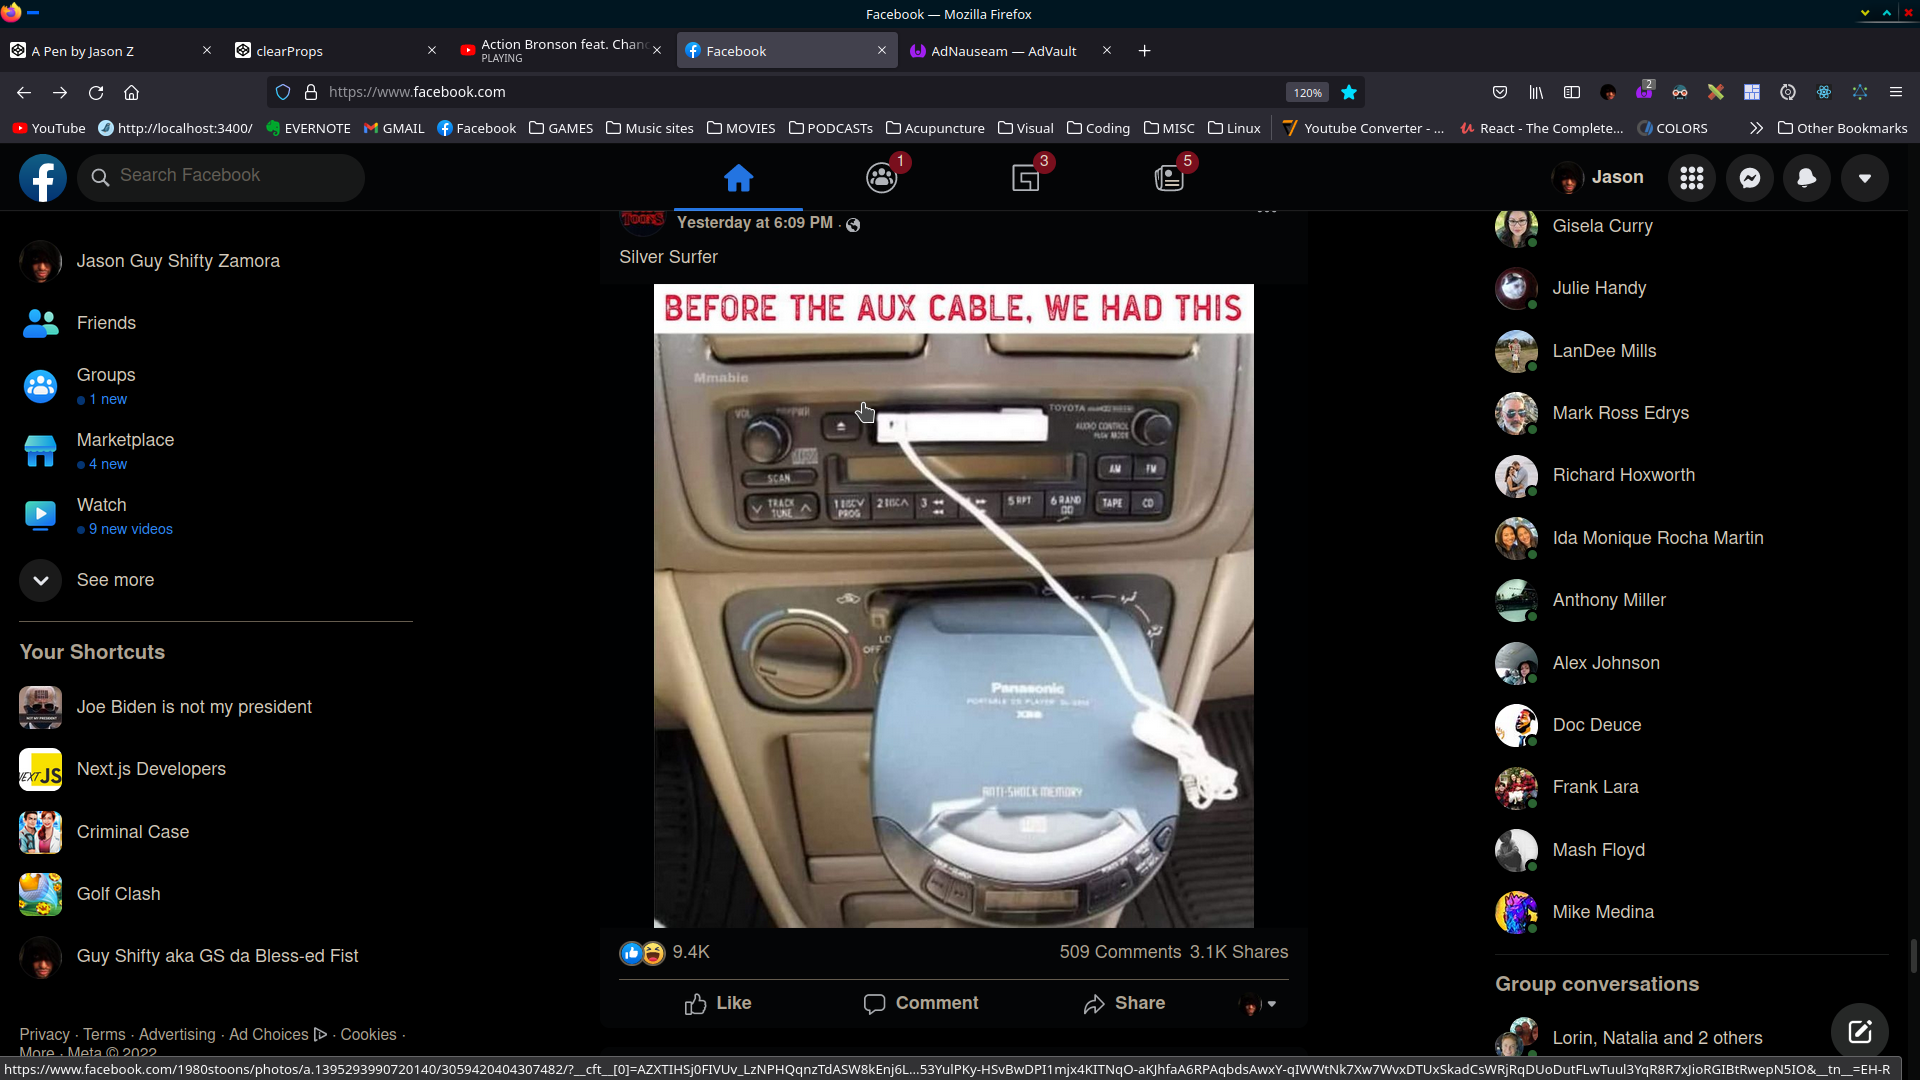 Facebook — Mozilla Firefox
A Pen by Jason Z
clearProps
Action Bronson feat. Chanc
PLAYING
Facebook
AdNauseam — AdVault
https://www.facebook.com
120%
2
YouTube
http://localhost:3400/
EVERNOTE
GMAIL
Facebook
GAMES
Music sites
MOVIES
PODCASTs
Acupuncture
Visual
Coding
MISC
Linux
Youtube Converter - ...
React - The Complete...
COLORS
Other Bookmarks
Search Facebook
1
3
5
Jason
Jason Guy Shifty Zamora
Friends
Groups
1 new
Marketplace
4 new
Watch
9 new videos
See more
Your Shortcuts
Joe Biden is not my president
Next.js Developers
Criminal Case
Golf Clash
Guy Shifty aka GS da Bless-ed Fist
Privacy · Terms · Advertising · Ad Choices · Cookies ·
More · Meta © 2022
Yesterday at 6:09 PM ·
Silver Surfer
BEFORE THE AUX CABLE, WE HAD THIS
Mmabie
VOL
TOYOTA
AUDIO CONTROL
PUSH MODE
SCAN
AM
FM
TRACK
TUNE
1 DISC
PROG
2 DISC
3
5 RPT
6 RAND
TAPE
CD
LO
OFF
Panasonic
PORTABLE CD PLAYER
XBS
ANTI-SHOCK MEMORY
9.4K
509 Comments
3.1K Shares
Like
Comment
Share
Gisela Curry
Julie Handy
LanDee Mills
Mark Ross Edrys
Richard Hoxworth
Ida Monique Rocha Martin
Anthony Miller
Alex Johnson
Doc Deuce
Frank Lara
Mash Floyd
Mike Medina
Group conversations
Lorin, Natalia and 2 others
https://www.facebook.com/1980stoons/photos/a.1395293990720140/3059420404307482/?__cft__[0]=AZXTIHSj0FIVUv_LzNPHQqnzTdASW8kEnj6L...53YulPKy-HSvBwDPI1mjx4KITNqO-aKJhfaA6RPAqbdsAwxY-qIWWtNk7Xw7WvxDTUxSkadCsWRjRqDUoDutFLwTuul3YqR8R7xJioRGIBtRwepN5IO&__tn__=EH-R